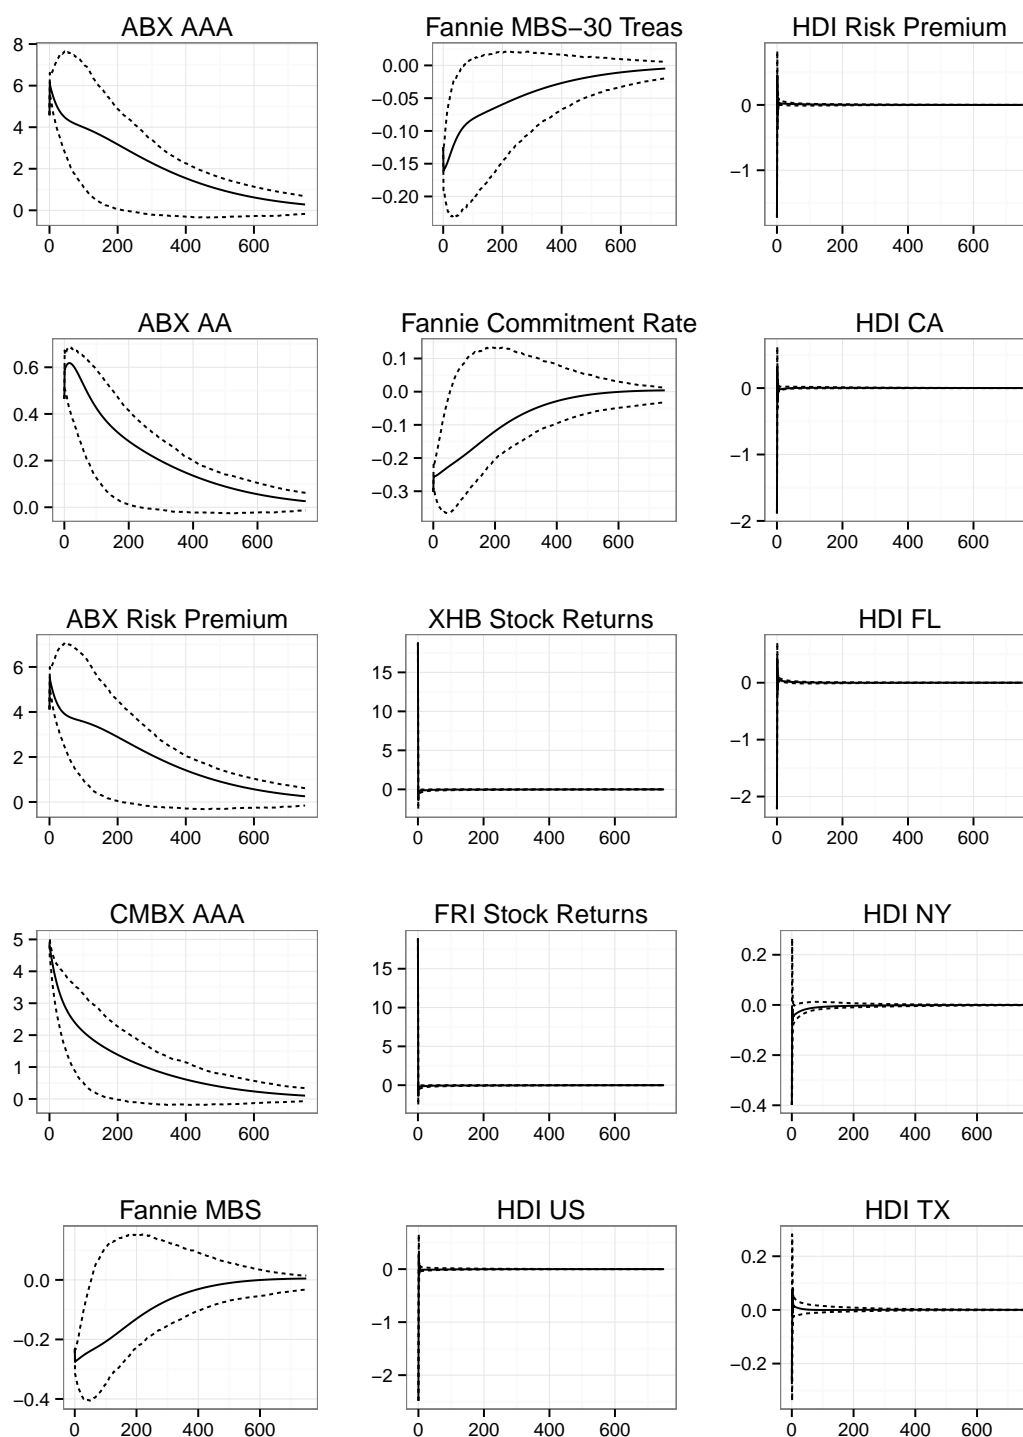 ABX AAA
8
6
4
2
0
0 200 400 600
Fannie MBS−30 Treas
0.00
−0.05
−0.10
−0.15
−0.20
0 200 400 600
HDI Risk Premium
0
−1
0 200 400 600
ABX AA
0.6
0.4
0.2
0.0
0 200 400 600
Fannie Commitment Rate
0.1
0.0
−0.1
−0.2
−0.3
0 200 400 600
HDI CA
0
−1
−2
0 200 400 600
ABX Risk Premium
6
4
2
0
0 200 400 600
XHB Stock Returns
15
10
5
0
0 200 400 600
HDI FL
0
−1
−2
0 200 400 600
CMBX AAA
5
4
3
2
1
0
0 200 400 600
FRI Stock Returns
15
10
5
0
0 200 400 600
HDI NY
0.2
0.0
−0.2
−0.4
0 200 400 600
Fannie MBS
0.0
−0.2
−0.4
0 200 400 600
HDI US
0
−1
−2
0 200 400 600
HDI TX
0.2
0.0
−0.2
0 200 400 600